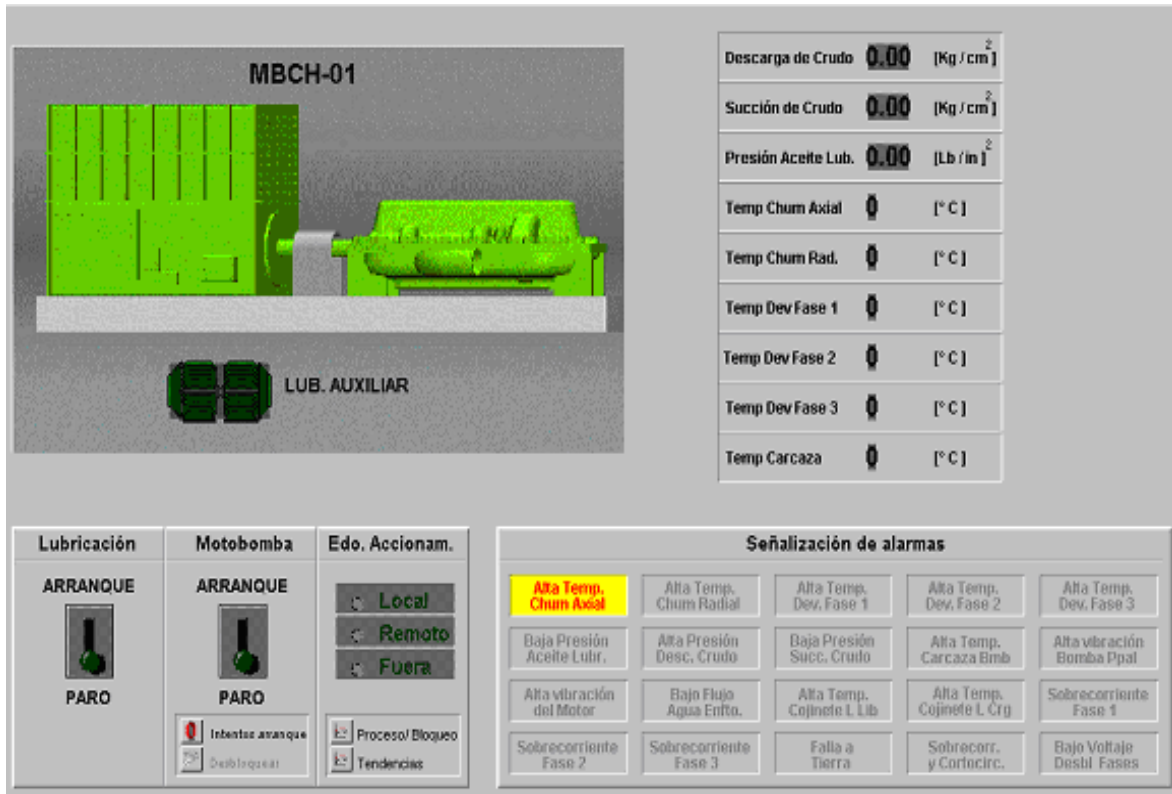 MBCH-01
LUB. AUXILIAR
Descarga de Crudo 0.00 [Kg / cm²]
Succión de Crudo 0.00 [Kg / cm²]
Presión Aceite Lub. 0.00 [Lb / in ]²
Temp Chum Axial 0 [° C ]
Temp Chum Rad. 0 [° C ]
Temp Dev Fase 1 0 [° C ]
Temp Dev Fase 2 0 [° C ]
Temp Dev Fase 3 0 [° C ]
Temp Carcaza 0 [° C ]
Lubricación
ARRANQUE
PARO
Motobomba
ARRANQUE
PARO
0 Intentos arranque
Desbloquear
Edo. Accionam.
Local
Remoto
Fuera
Proceso/ Bloqueo
Tendencias
Señalización de alarmas
Alta Temp.
Chum Axial
Alta Temp.
Chum Radial
Alta Temp.
Dev. Fase 1
Alta Temp.
Dev. Fase 2
Alta Temp.
Dev. Fase 3
Baja Presión
Aceite Lubr.
Alta Presión
Desc. Crudo
Baja Presión
Succ. Crudo
Alta Temp.
Carcaza Bmb
Alta vibración
Bomba Ppal
Alta vibración
del Motor
Bajo Flujo
Agua Enfto.
Alta Temp.
Cojinete L Lib
Alta Temp.
Cojinete L Crg
Sobrecorriente
Fase 1
Sobrecorriente
Fase 2
Sobrecorriente
Fase 3
Falla a
Tierra
Sobrecorr.
y Cortocirc.
Bajo Voltaje
Desbl Fases